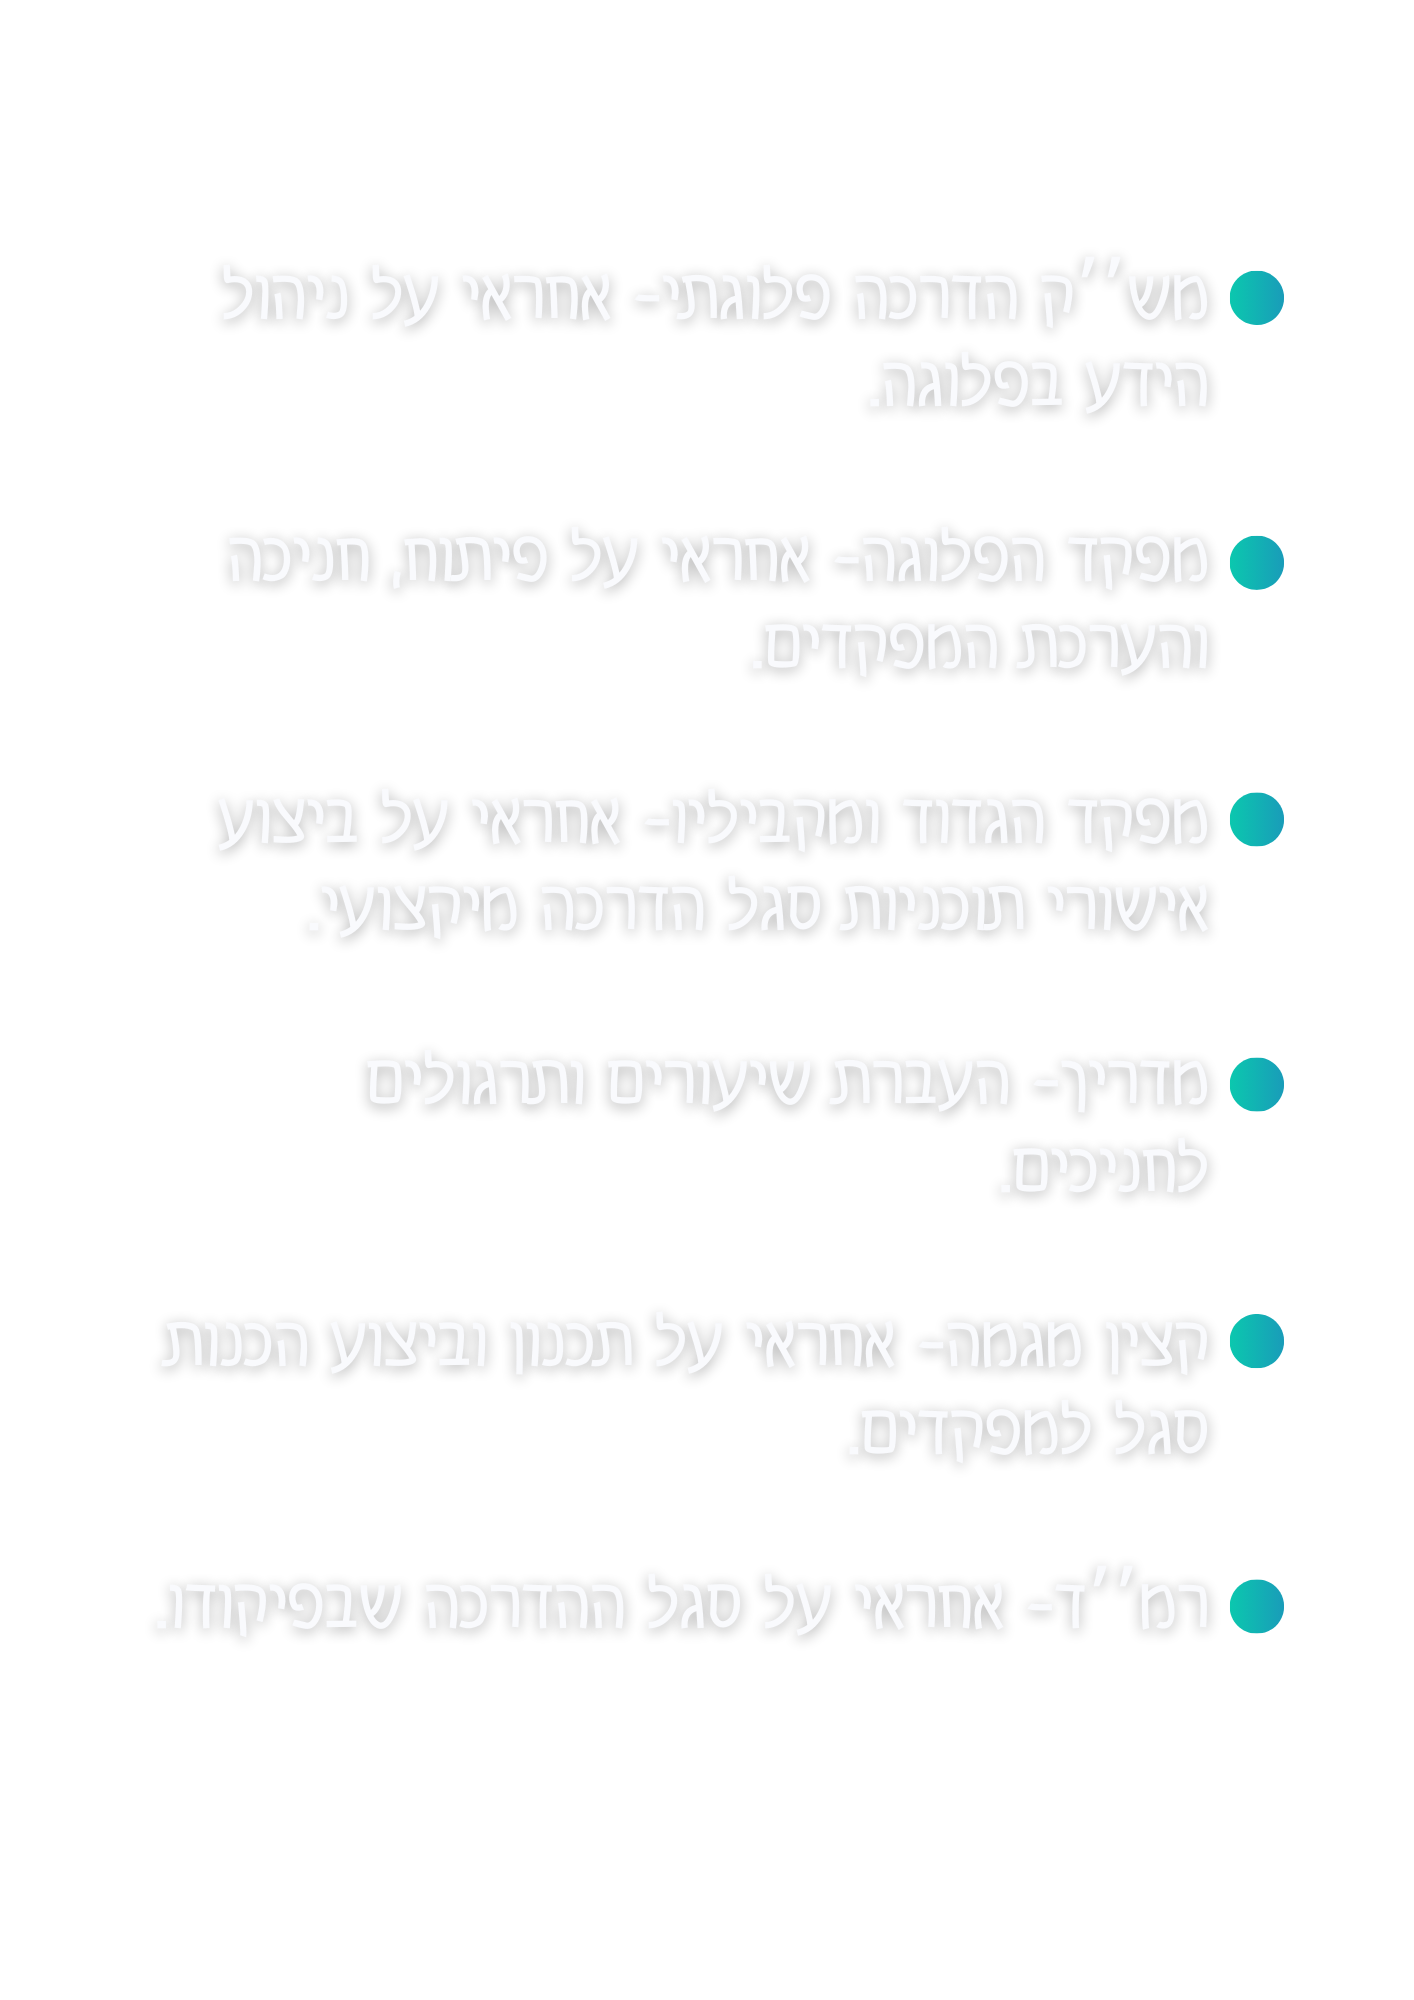 מש׳׳ק הדרכה פלוגתי- אחראי על ניהול
הידע בפלוגה.
מפקד הפלוגה- אחראי על פיתוח, חניכה
והערכת המפקדים.
מפקד הגדוד ומקביליו- אחראי על ביצוע
אישורי תוכניות סגל הדרכה מיקצועי.
מדריך- העברת שיעורים ותרגולים
לחניכים.
קצין מגמה- אחראי על תכנון וביצוע הכנות
סגל למפקדים.
רמ׳׳ד- אחראי על סגל ההדרכה שבפיקודו.